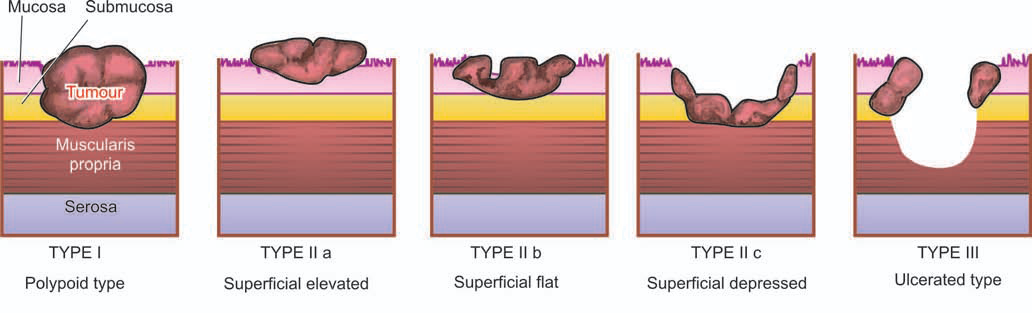 Mucosa
Submucosa
Tumour
Muscularis
propria
Serosa
TYPE I
TYPE II a
TYPE II b
TYPE II c
TYPE III
Polypoid type
Superficial elevated
Superficial flat
Superficial depressed
Ulcerated type